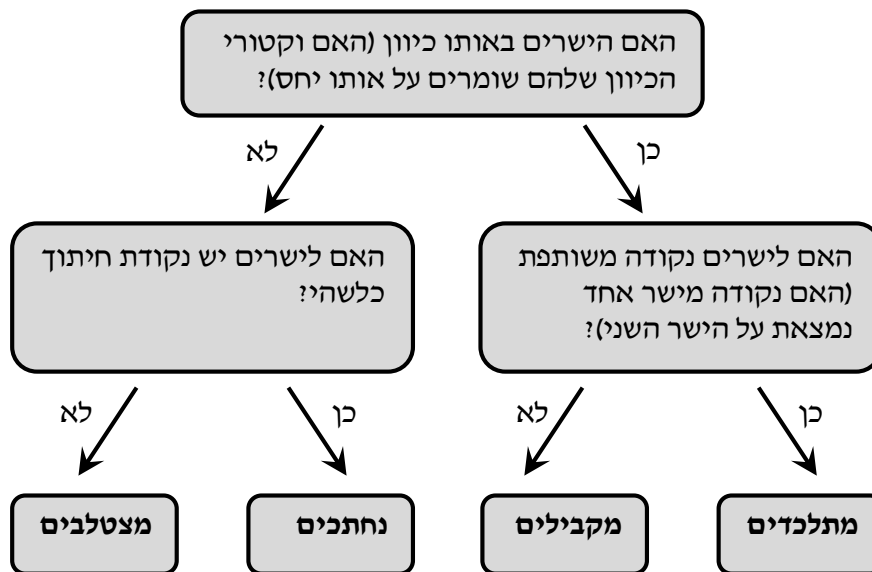 האם הישרים באותו כיוון (האם וקטורי
הכיוון שלהם שומרים על אותו יחס)?
כן
לא
האם לישרים נקודה משותפת
(האם נקודה מישר אחד
נמצאת על הישר השני)?
האם לישרים יש נקודת חיתוך
כלשהי?
כן
לא
כן
לא
מתלכדים
מקבילים
נחתכים
מצטלבים